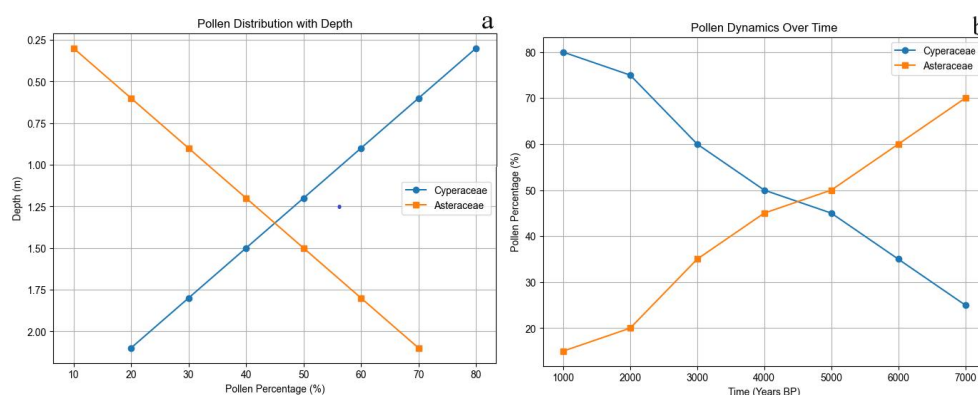 Pollen Distribution with Depth
a
0.25
0.50
0.75
1.00
1.25
1.50
1.75
2.00
Depth (m)
Cyperaceae
Asteraceae
10 20 30 40 50 60 70 80
Pollen Percentage (%)
Pollen Dynamics Over Time
b
80
70
60
50
40
30
20
Pollen Percentage (%)
Cyperaceae
Asteraceae
1000 2000 3000 4000 5000 6000 7000
Time (Years BP)